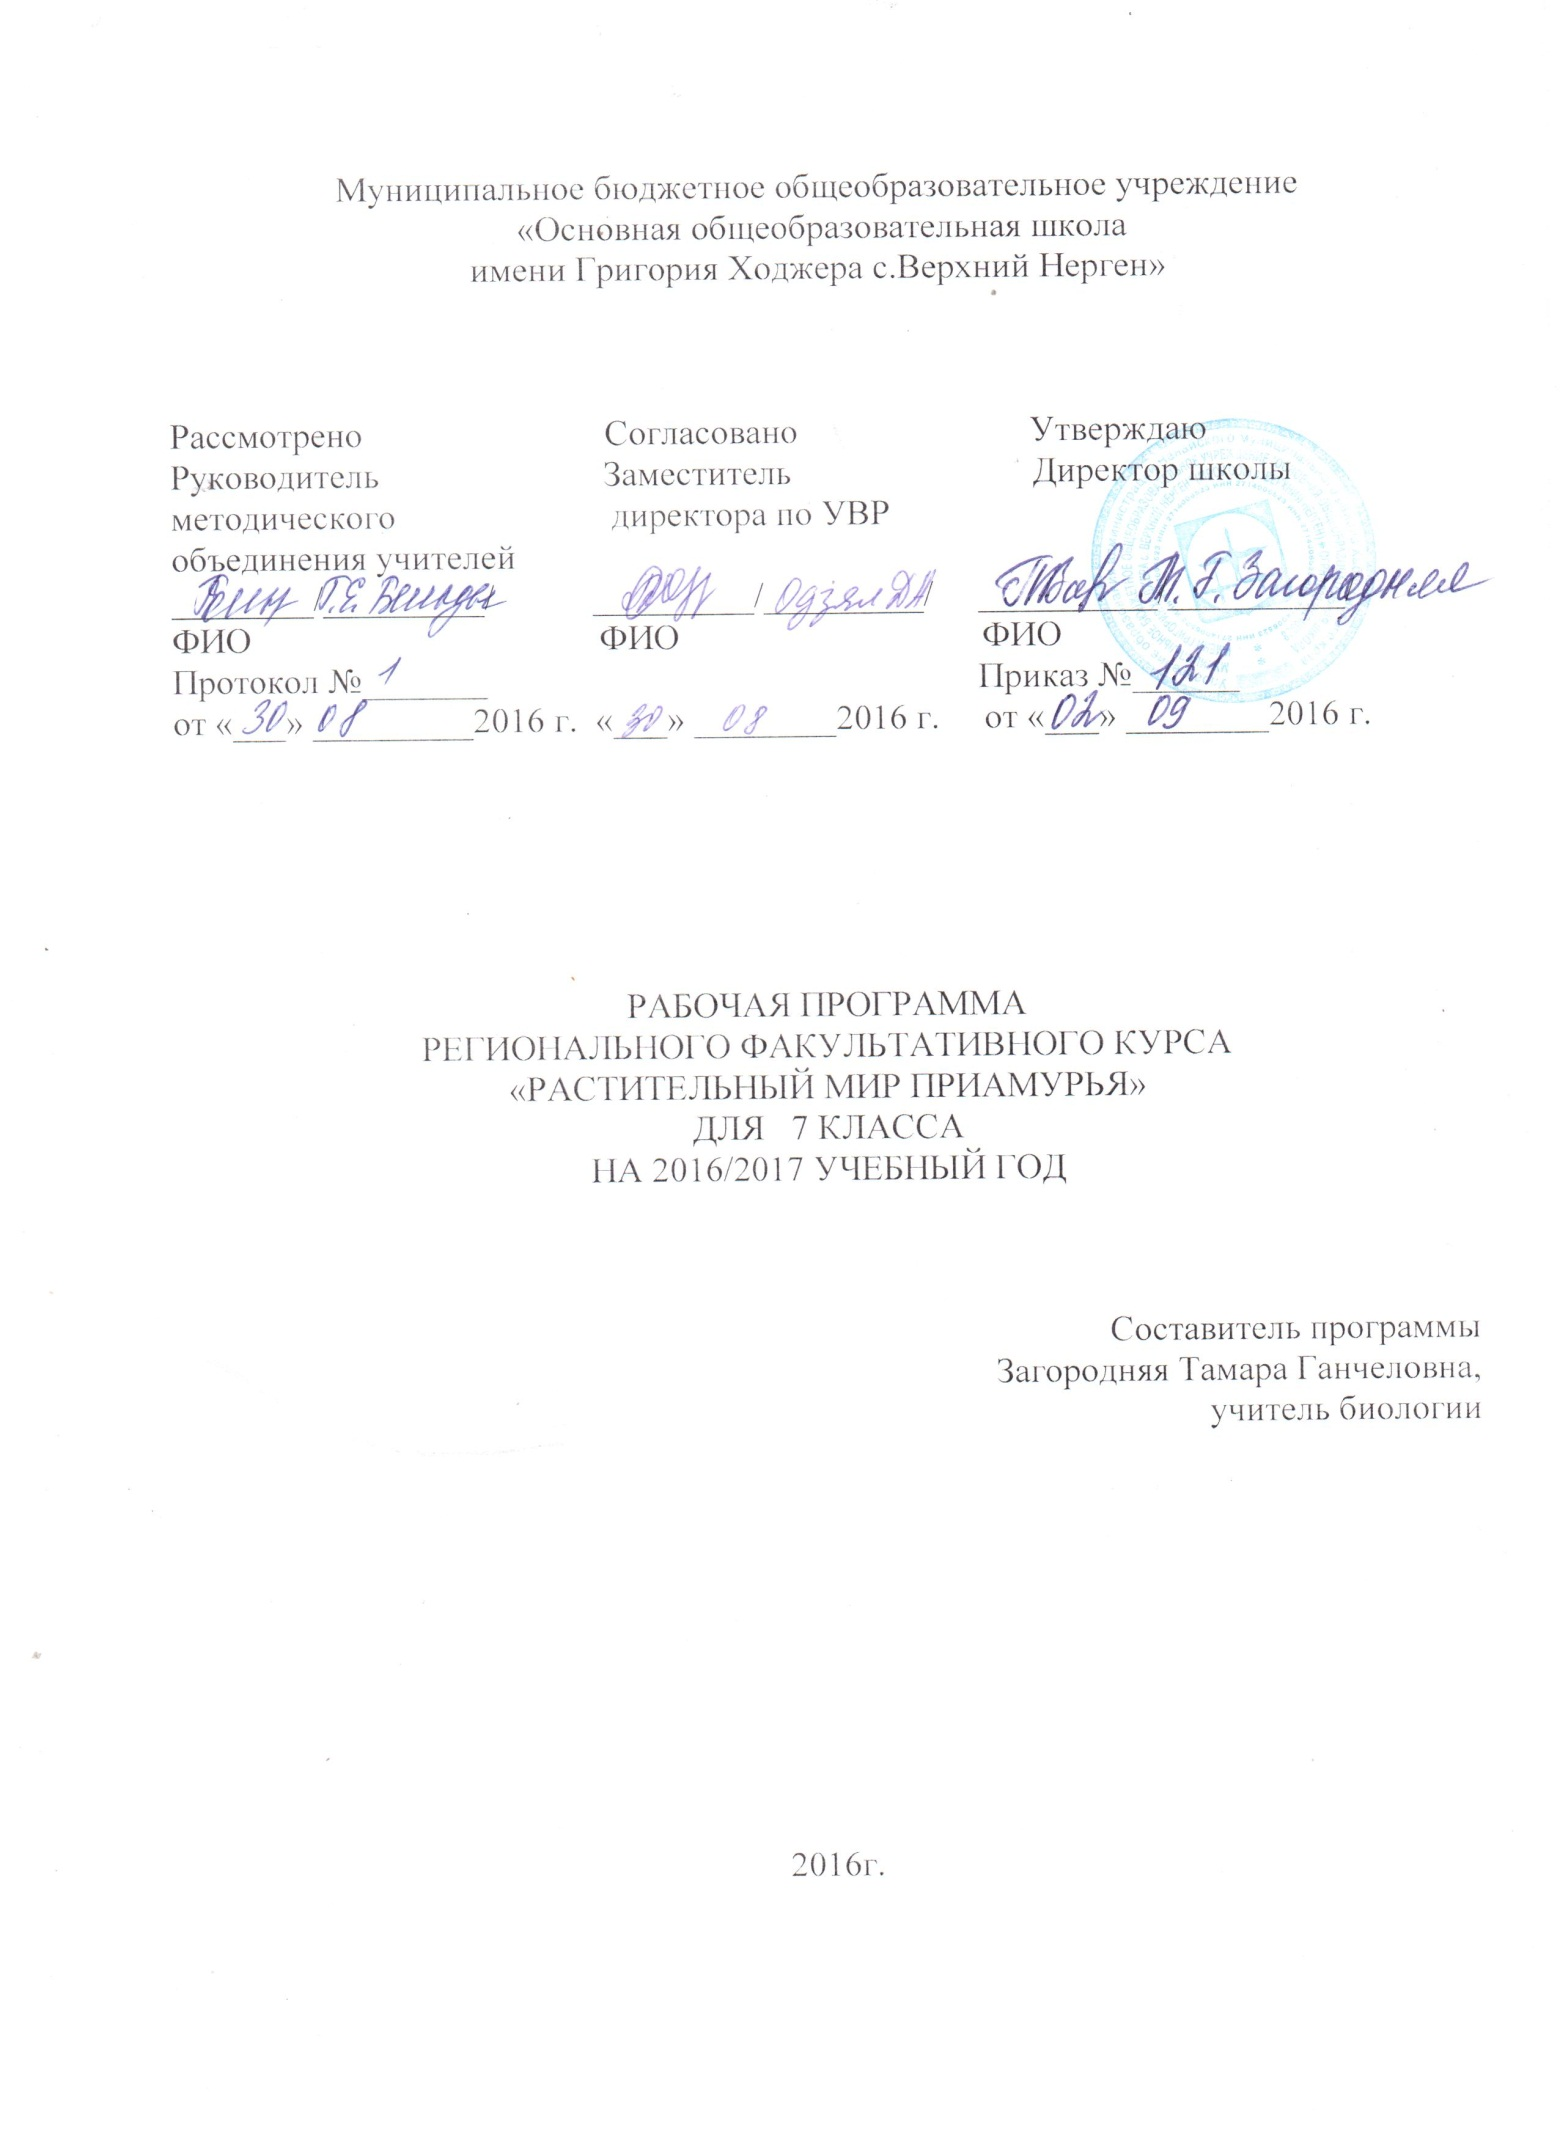 Муниципальное бюджетное общеобразовательное учреждение
«Основная общеобразовательная школа
имени Григория Ходжера с.Верхний Нерген»
Рассмотрено
Руководитель
методического
объединения учителей
Г.Е. Бельды
ФИО
Протокол № 1
от «30» 08 2016 г.
Согласовано
Заместитель
директора по УВР
/ Одзял Д.А
ФИО
«30» 08 2016 г.
Утверждаю
Директор школы
Т. Г. Загородняя
ФИО
Приказ № 121
от «02» 09 2016 г.
РАБОЧАЯ ПРОГРАММА
РЕГИОНАЛЬНОГО ФАКУЛЬТАТИВНОГО КУРСА
«РАСТИТЕЛЬНЫЙ МИР ПРИАМУРЬЯ»
ДЛЯ 7 КЛАССА
НА 2016/2017 УЧЕБНЫЙ ГОД
Составитель программы
Загородняя Тамара Ганчеловна,
учитель биологии
2016г.